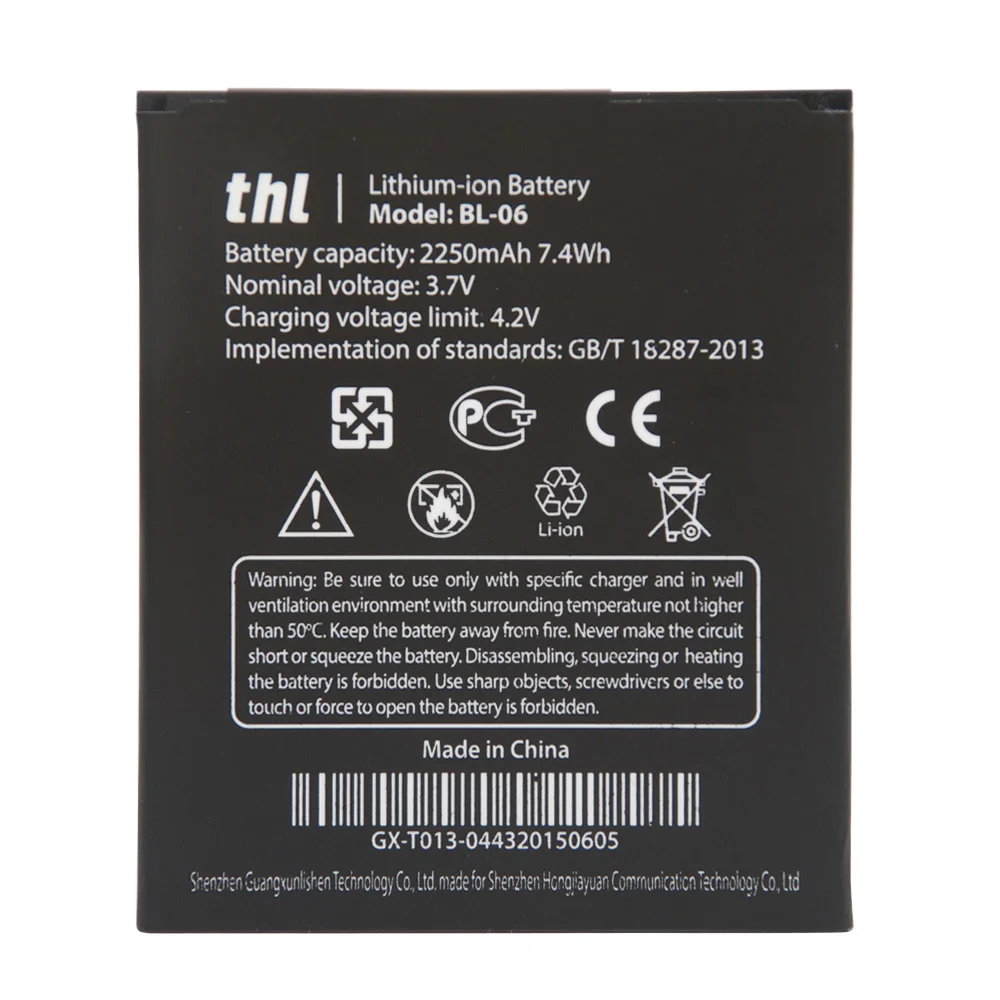 thl
Lithium-ion Battery
Model: BL-06
Battery capacity: 2250mAh 7.4Wh
Nominal voltage: 3.7V
Charging voltage limit. 4.2V
Implementation of standards: GB/T 18287-2013
PCT
CE
Li-ion
Warning: Be sure to use only with specific charger and in well
ventilation environment with surrounding temperature not higher
than 50°C. Keep the battery away from fire. Never make the circuit
short or squeeze the battery. Disassembling, squeezing or heating
the battery is forbidden. Use sharp objects, screwdrivers or else to
touch or force to open the battery is forbidden.
Made in China
GX-T013-044320150605
Shenzhen Guangxunlishen Technology Co., Ltd. made for Shenzhen Hongjiayuan Communication Technology Co., Ltd